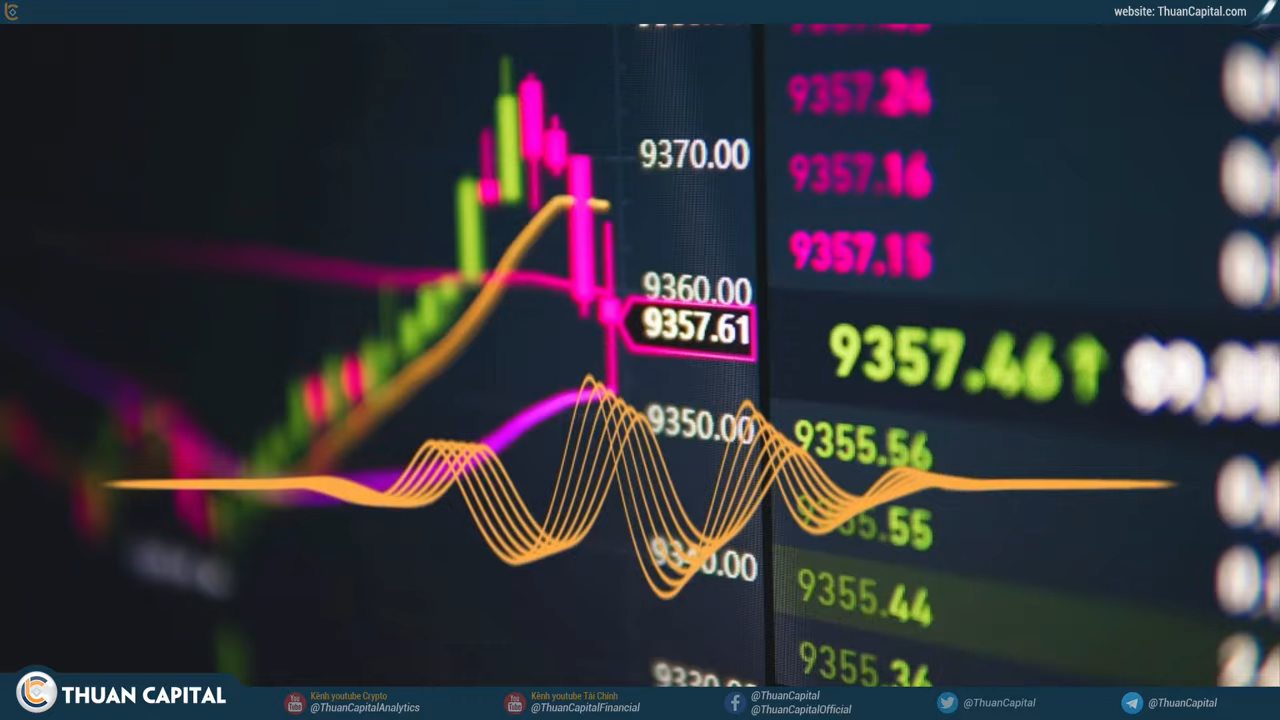 website: ThuanCapital.com
9357.24
9370.00
9357.16
9357.15
9360.00
9357.61
9357.46↑
9350.00
9355.56
55
.00
9355.44
9355.36
THUAN CAPITAL
Kênh youtube Crypto
@ThuanCapitalAnalytics
Kênh youtube Tài Chính
@ThuanCapitalFinancial
@ThuanCapital
@ThuanCapitalOfficial
@ThuanCapital
@ThuanCapital